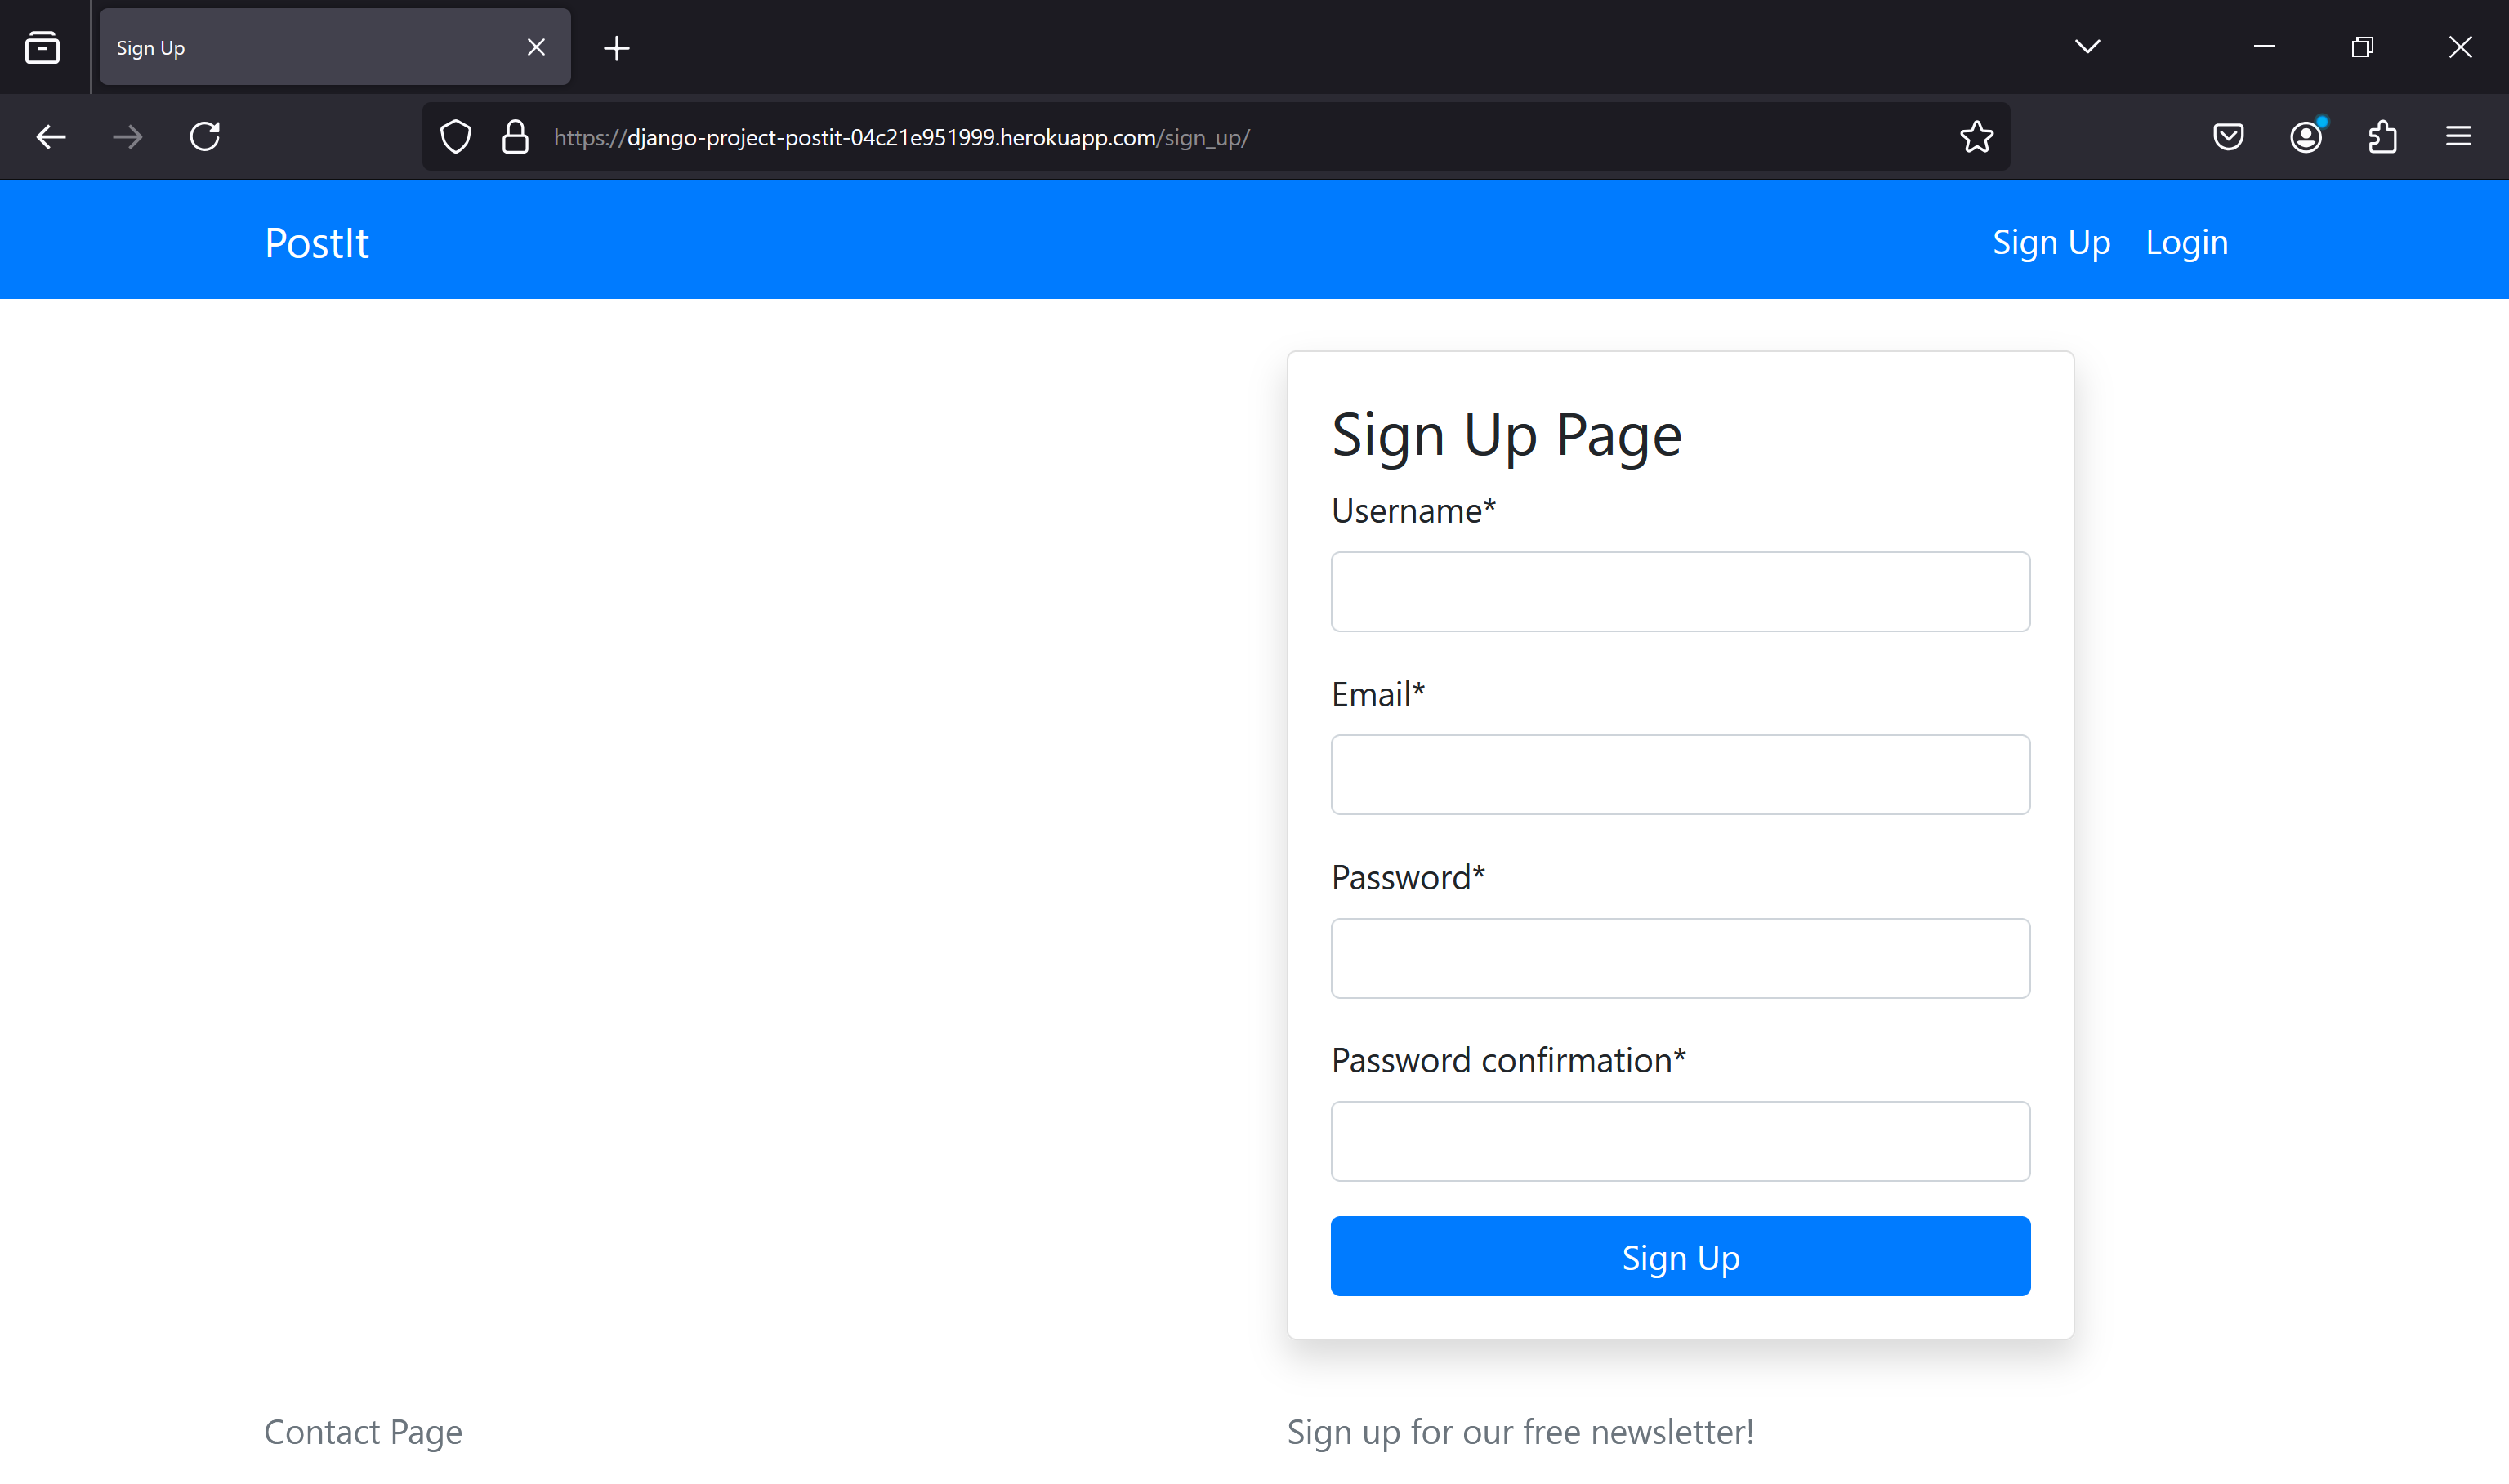 Sign Up
https://django-project-postit-04c21e951999.herokuapp.com/sign_up/
PostIt
Sign Up Login
Sign Up Page
Username*
Email*
Password*
Password confirmation*
Sign Up
Contact Page
Sign up for our free newsletter!